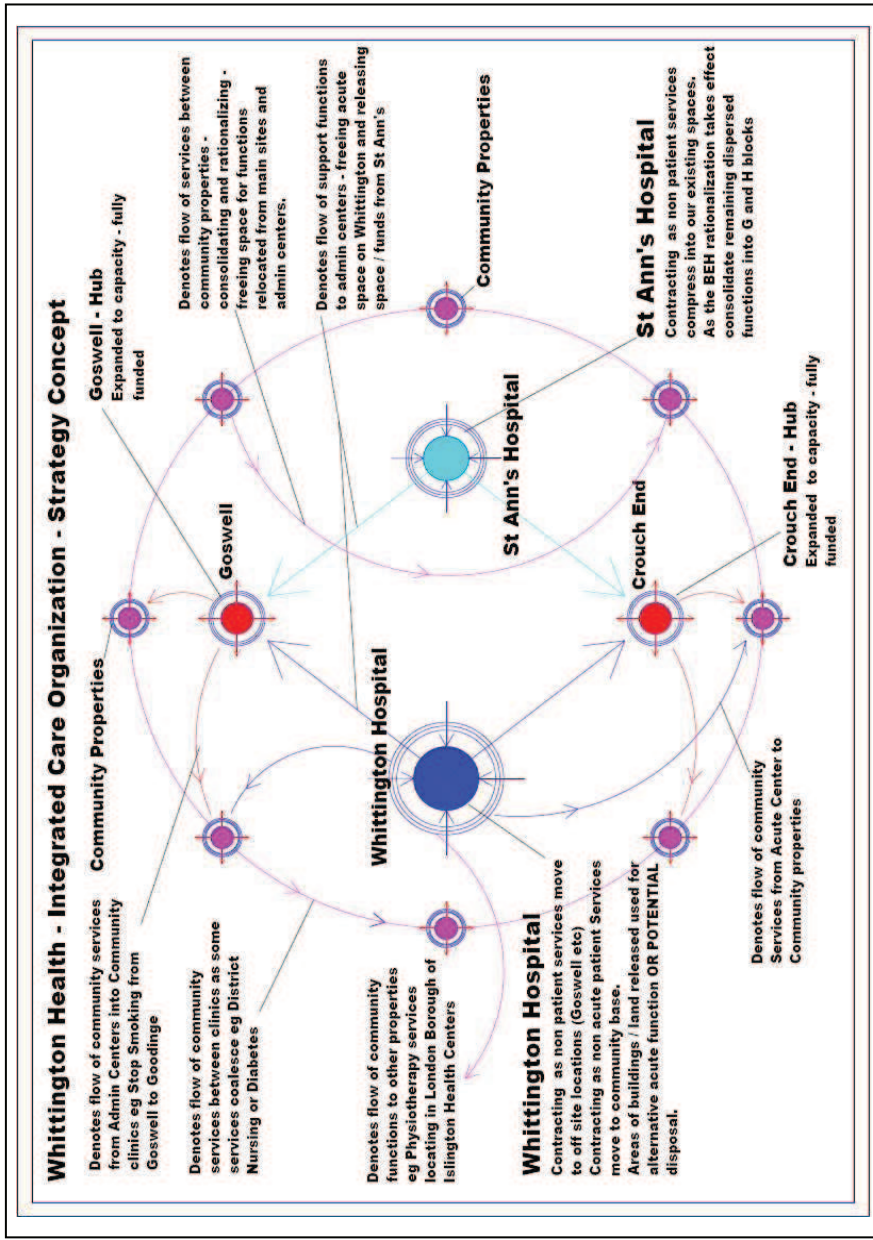 Whittington Health - Integrated Care Organization - Strategy Concept
Denotes flow of community services
from Admin Centers into Community
clinics eg Stop Smoking from
Goswell to Goodinge
Community Properties
Goswell - Hub
Expanded to capacity - fully
funded
Denotes flow of services between
community properties -
consolidating and rationalizing -
freeing space for functions
relocated from main sites and
admin centers.
Denotes flow of community
services between clinics as some
services coalesce eg District
Nursing or Diabetes
Goswell
Denotes flow of support functions
to admin centers - freeing acute
space on Whittington and releasing
space / funds from St Ann's
Denotes flow of community
functions to other properties
eg Physiotherapy services
locating in London Borough of
Islington Health Centers
Whittington Hospital
St Ann's Hospital
Community Properties
Whittington Hospital
Contracting as non patient services move
to off site locations (Goswell etc)
Contracting as non acute patient Services
move to community base.
Areas of buildings / land released used for
alternative acute function OR POTENTIAL
disposal.
Crouch End
St Ann's Hospital
Contracting as non patient services
compress into our existing spaces.
As the BEH rationalization takes effect
consolidate remaining dispersed
functions into G and H blocks
Denotes flow of community
Services from Acute Center to
Community properties
Crouch End - Hub
Expanded to capacity - fully
funded